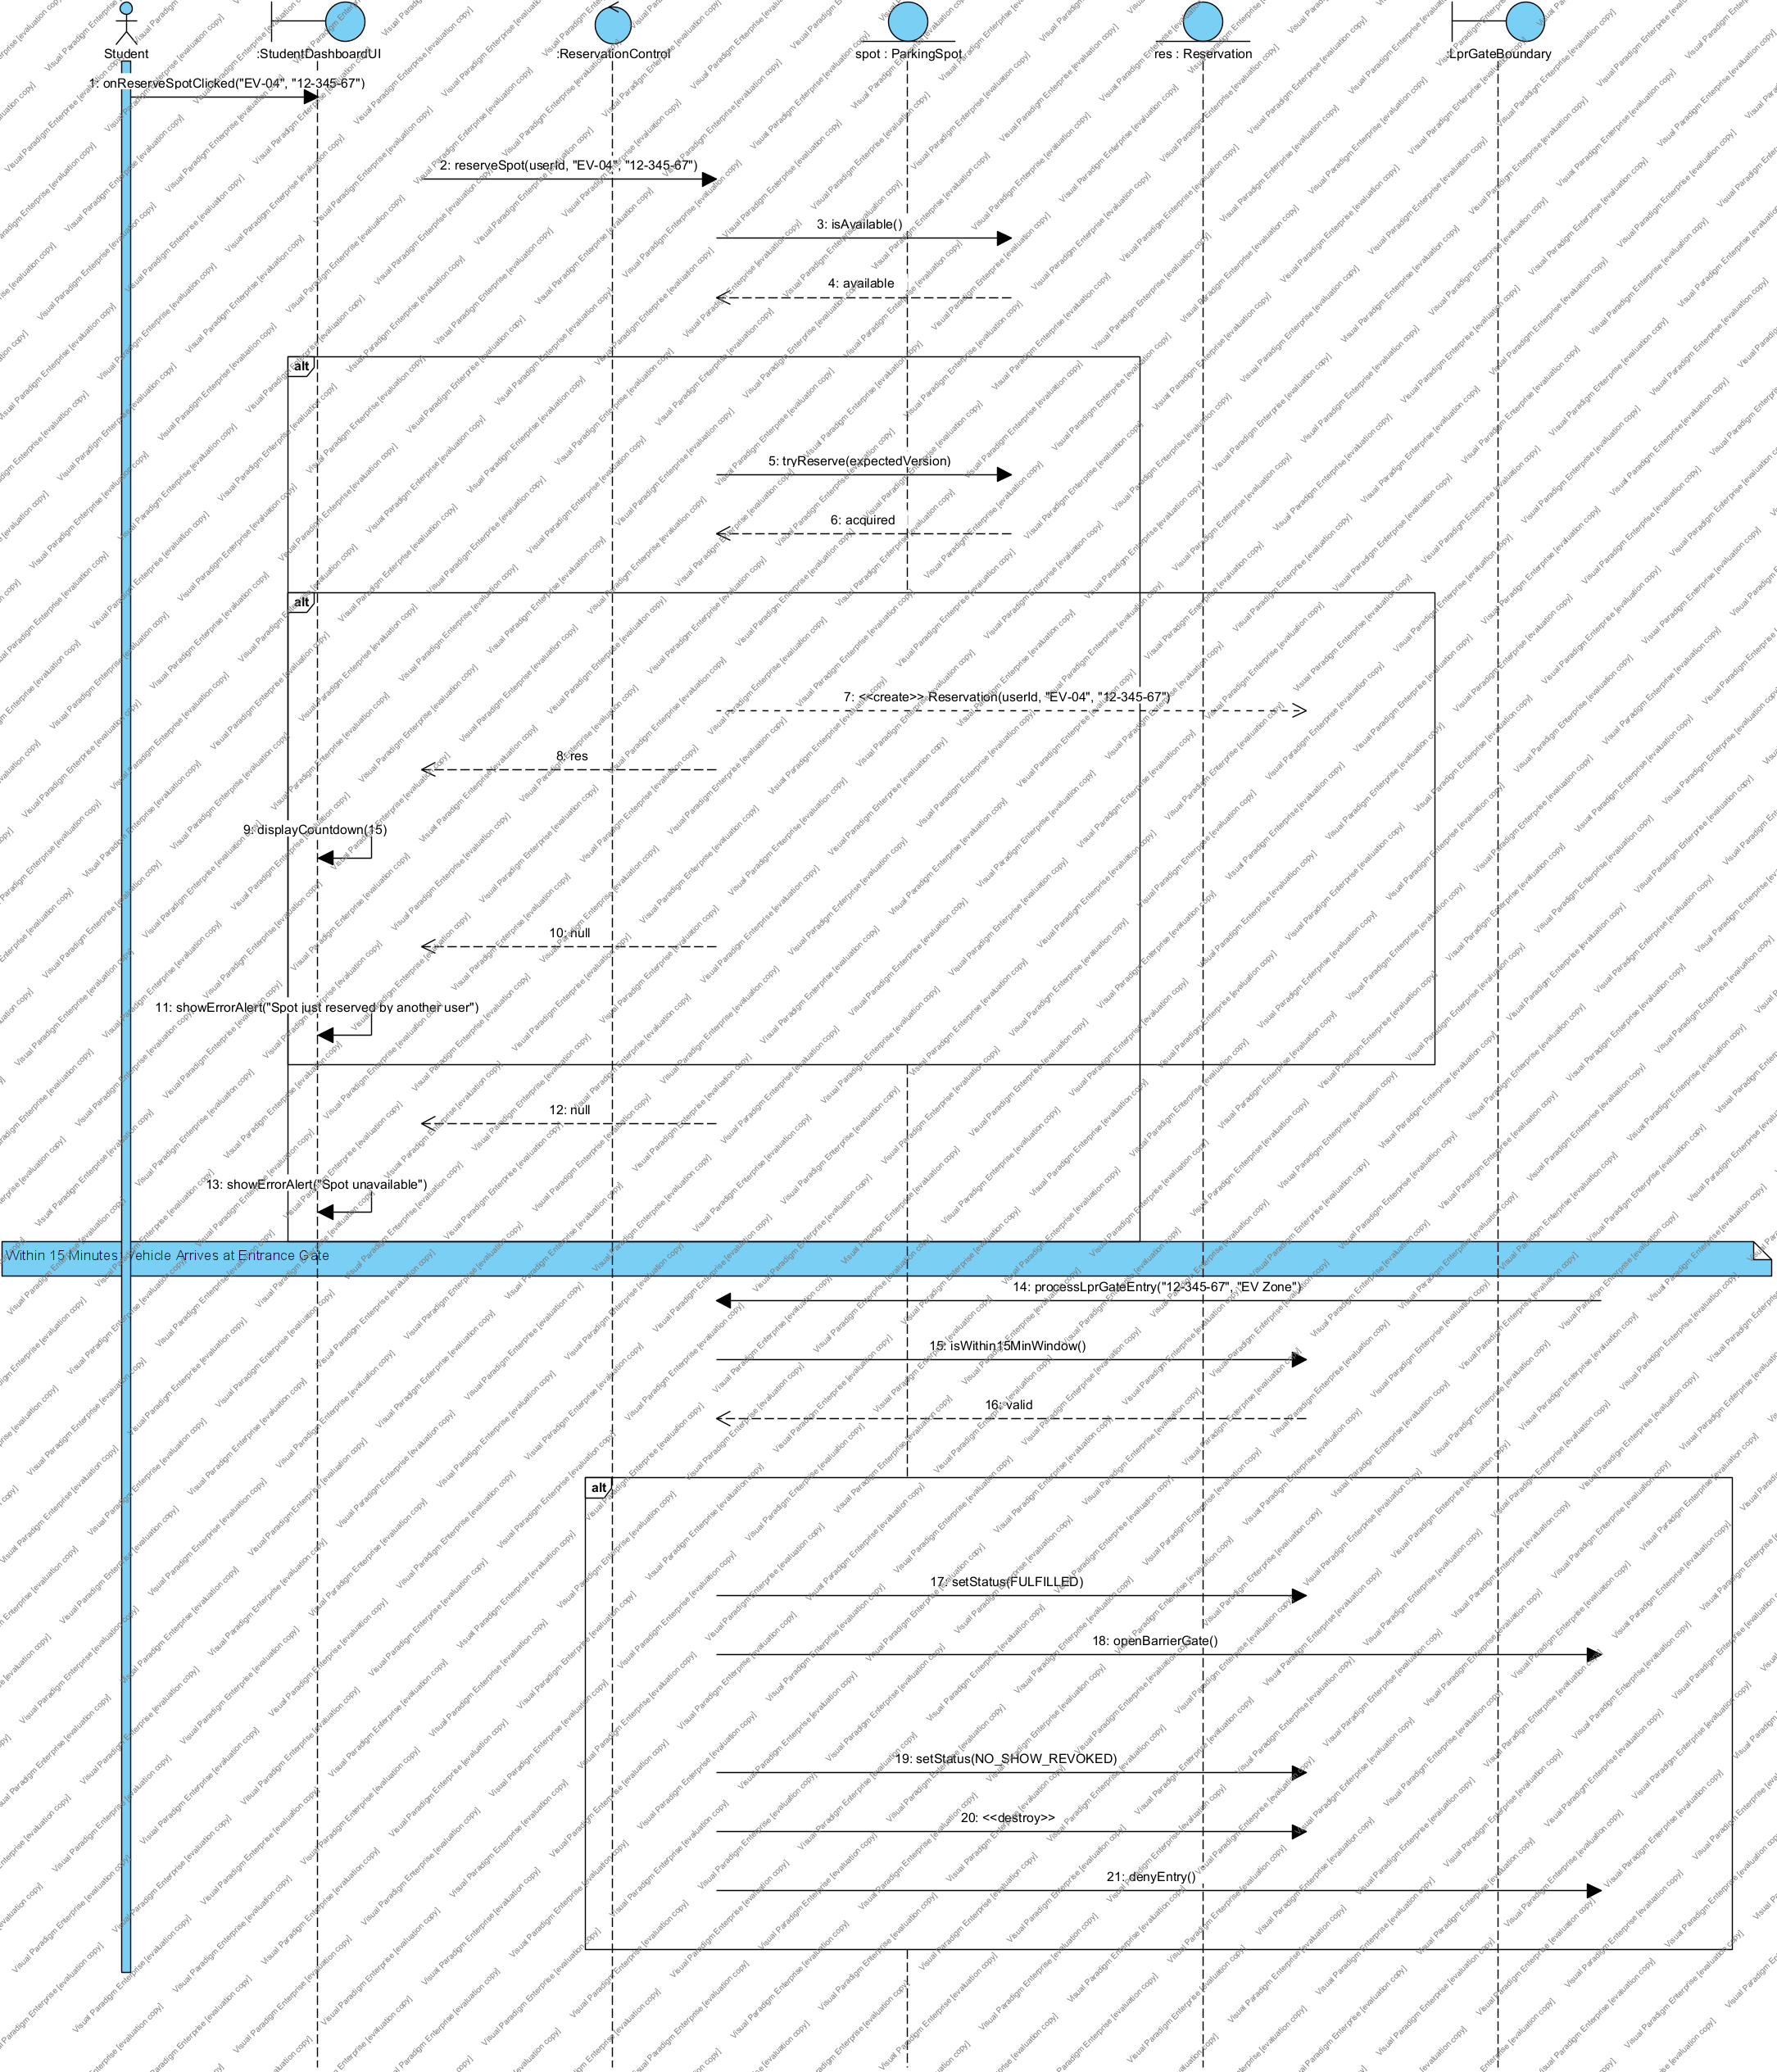 Student
:StudentDashboardUI
:ReservationControl
spot : ParkingSpot
res : Reservation
:LprGateBoundary
1: onReserveSpotClicked("EV-04", "12-345-67")
2: reserveSpot(userId, "EV-04", "12-345-67")
3: isAvailable()
4: available
alt
5: tryReserve(expectedVersion)
6: acquired
alt
7: <<create>> Reservation(userId, "EV-04", "12-345-67")
8: res
9: displayCountdown(15)
10: null
11: showErrorAlert("Spot just reserved by another user")
12: null
13: showErrorAlert("Spot unavailable")
Within 15 Minutes Vehicle Arrives at Entrance Gate
14: processLprGateEntry("12-345-67", "EV Zone")
15: isWithin15MinWindow()
16: valid
alt
17: setStatus(FULFILLED)
18: openBarrierGate()
19: setStatus(NO_SHOW_REVOKED)
20: <<destroy>>
21: denyEntry()
Visual Paradigm Enterprise [evaluation copy]